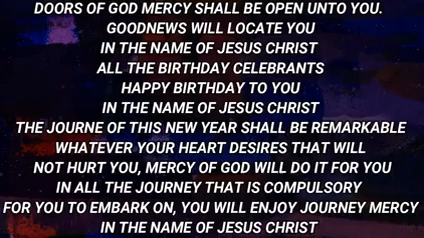 DOORS OF GOD MERCY SHALL BE OPEN UNTO YOU.
GOODNEWS WILL LOCATE YOU
IN THE NAME OF JESUS CHRIST
ALL THE BIRTHDAY CELEBRANTS
HAPPY BIRTHDAY TO YOU
IN THE NAME OF JESUS CHRIST
THE JOURNE OF THIS NEW YEAR SHALL BE REMARKABLE
WHATEVER YOUR HEART DESIRES THAT WILL
NOT HURT YOU, MERCY OF GOD WILL DO IT FOR YOU
IN ALL THE JOURNEY THAT IS COMPULSORY
FOR YOU TO EMBARK ON, YOU WILL ENJOY JOURNEY MERCY
IN THE NAME OF JESUS CHRIST